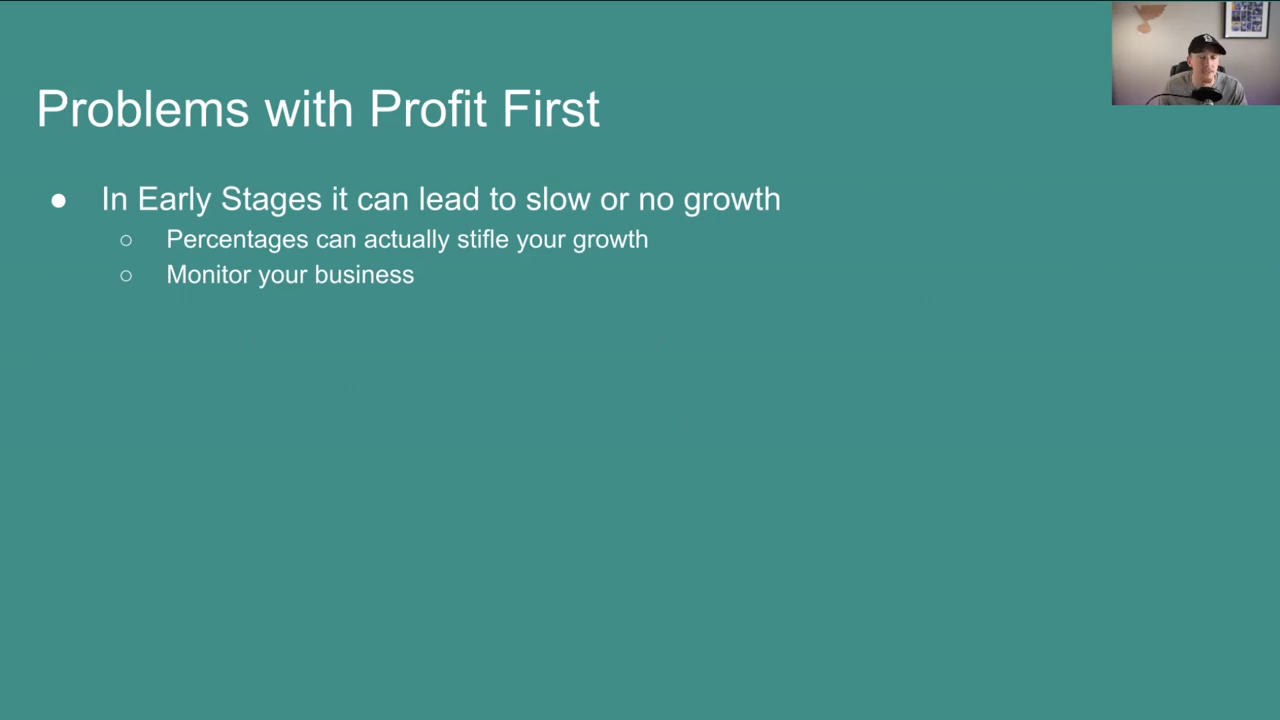 Problems with Profit First
● In Early Stages it can lead to slow or no growth
○ Percentages can actually stifle your growth
○ Monitor your business